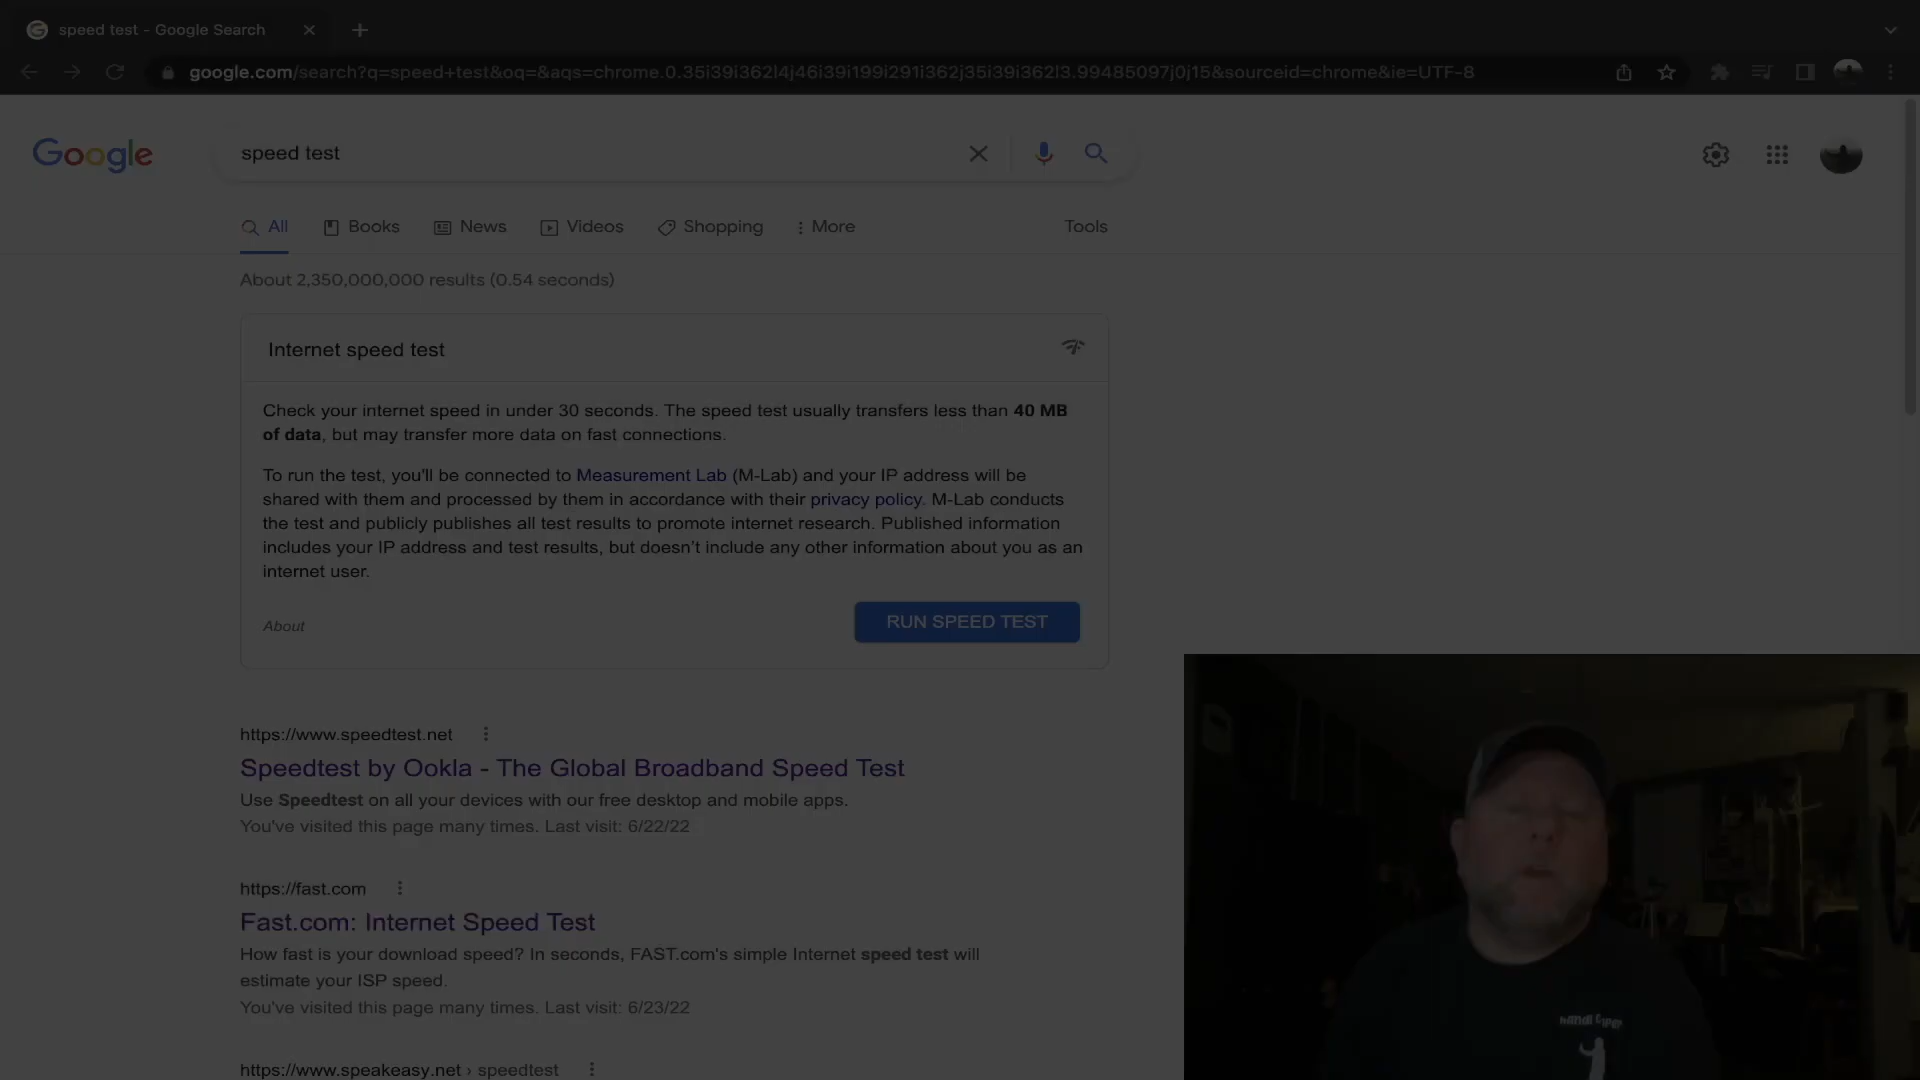 speed test - Google Search
google.com/search?q=speed+test&oq=&aqs=chrome.0.35i39i362l4j46i39i199i291i362j35i39i362l3.99485097j0j15&sourceid=chrome&ie=UTF-8
Google
speed test
All Books News Videos Shopping More Tools
About 2,350,000,000 results (0.54 seconds)
Internet speed test
Check your internet speed in under 30 seconds. The speed test usually transfers less than 40 MB
of data, but may transfer more data on fast connections.
To run the test, you'll be connected to Measurement Lab (M-Lab) and your IP address will be
shared with them and processed by them in accordance with their privacy policy. M-Lab conducts
the test and publicly publishes all test results to promote internet research. Published information
includes your IP address and test results, but doesn't include any other information about you as an
internet user.
About
RUN SPEED TEST
https://www.speedtest.net
Speedtest by Ookla - The Global Broadband Speed Test
Use Speedtest on all your devices with our free desktop and mobile apps.
You've visited this page many times. Last visit: 6/22/22
https://fast.com
Fast.com: Internet Speed Test
How fast is your download speed? In seconds, FAST.com's simple Internet speed test will
estimate your ISP speed.
You've visited this page many times. Last visit: 6/23/22
https://www.speakeasy.net › speedtest